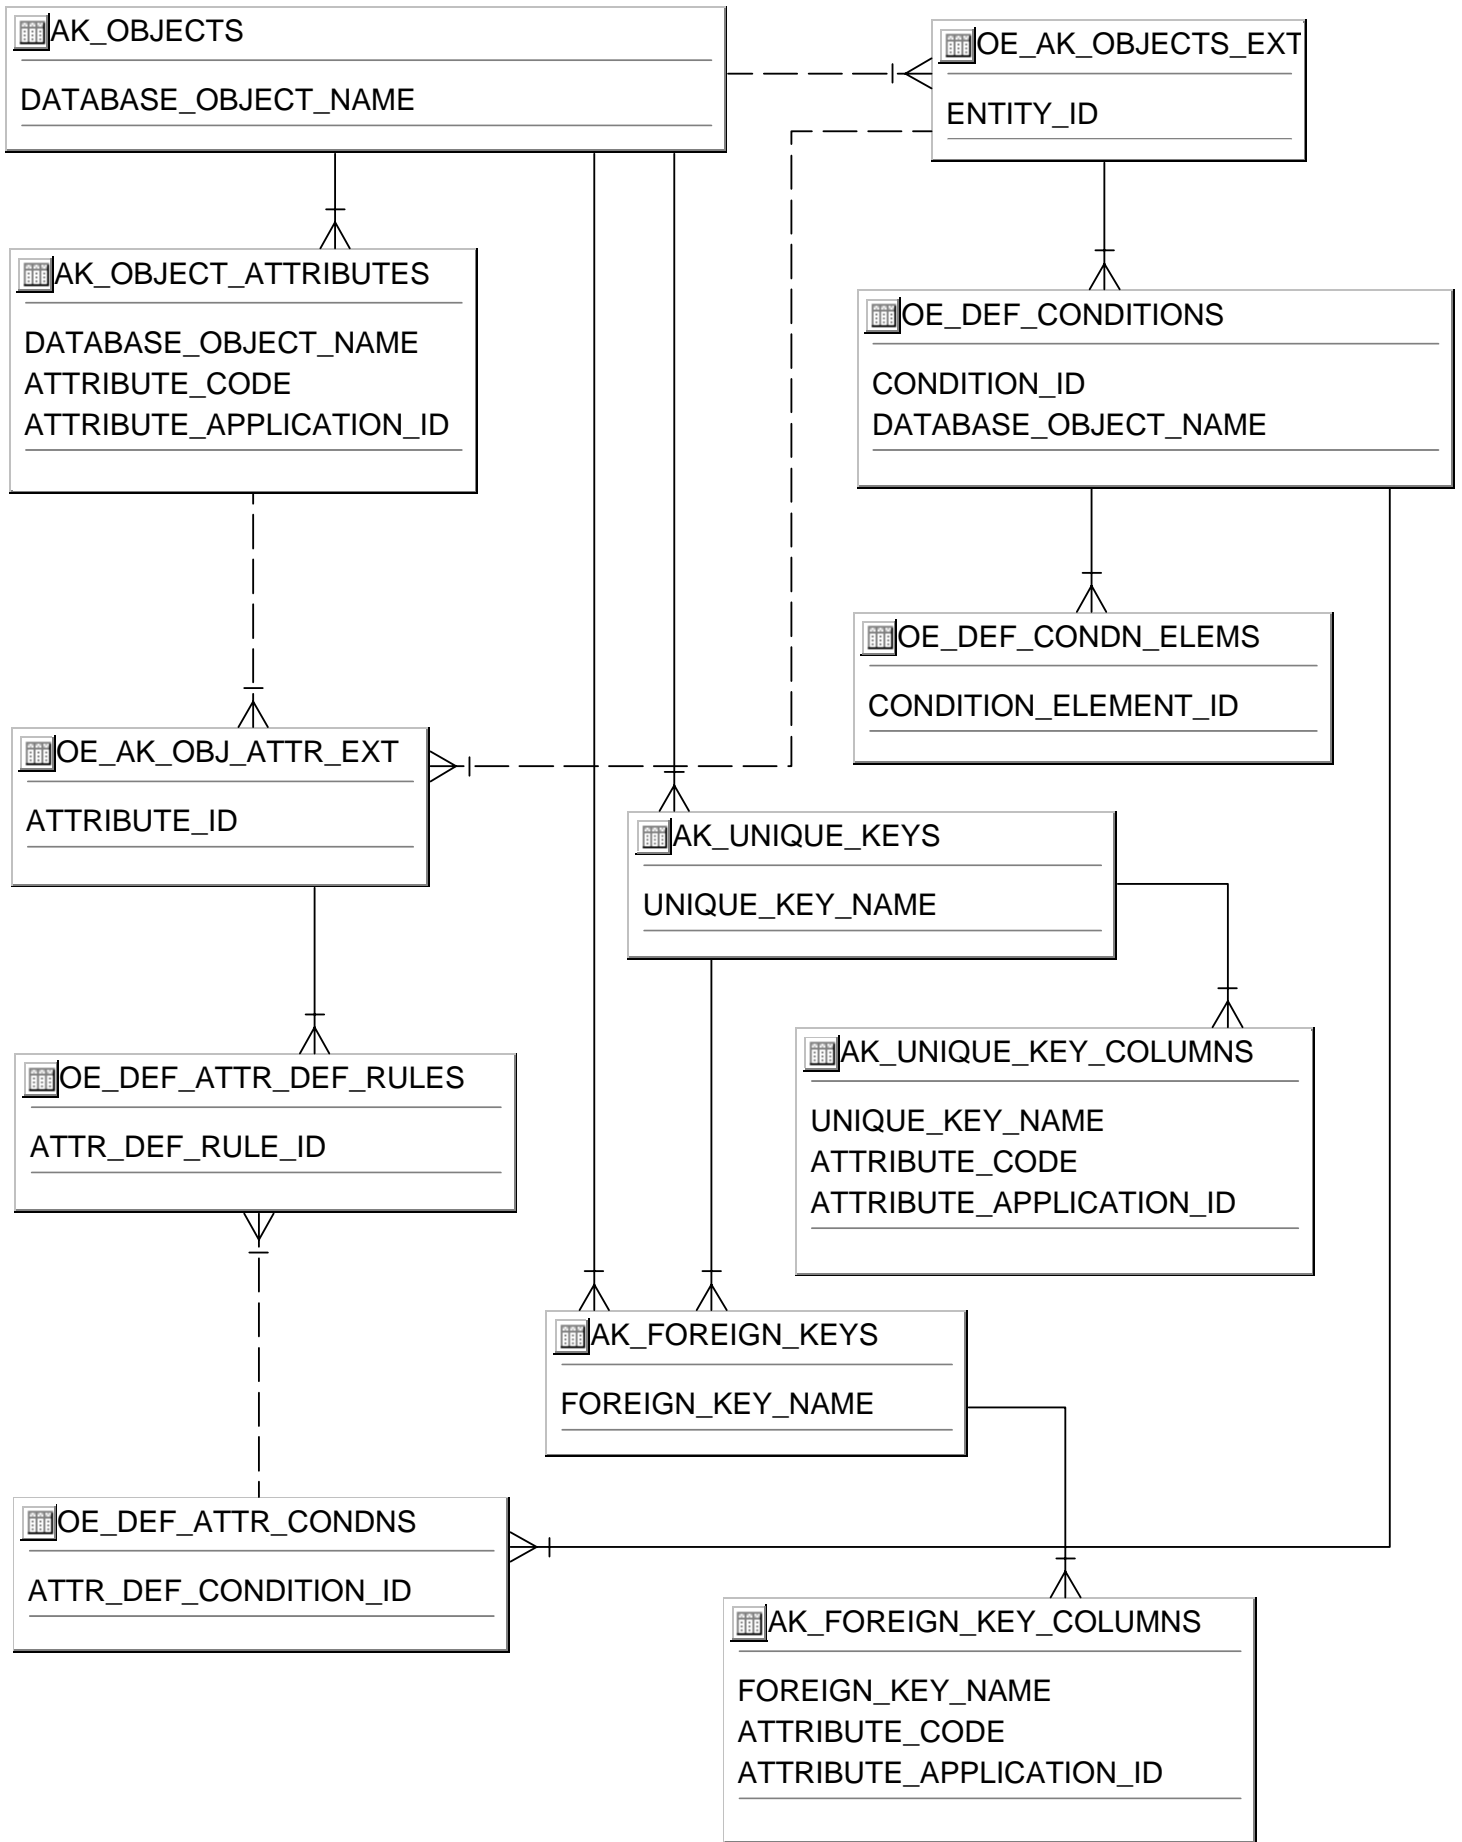 AK_OBJECTS
DATABASE_OBJECT_NAME
OE_AK_OBJECTS_EXT
ENTITY_ID
AK_OBJECT_ATTRIBUTES
DATABASE_OBJECT_NAME
ATTRIBUTE_CODE
ATTRIBUTE_APPLICATION_ID
OE_DEF_CONDITIONS
CONDITION_ID
DATABASE_OBJECT_NAME
OE_DEF_CONDN_ELEMS
CONDITION_ELEMENT_ID
OE_AK_OBJ_ATTR_EXT
ATTRIBUTE_ID
AK_UNIQUE_KEYS
UNIQUE_KEY_NAME
AK_UNIQUE_KEY_COLUMNS
UNIQUE_KEY_NAME
ATTRIBUTE_CODE
ATTRIBUTE_APPLICATION_ID
OE_DEF_ATTR_DEF_RULES
ATTR_DEF_RULE_ID
AK_FOREIGN_KEYS
FOREIGN_KEY_NAME
OE_DEF_ATTR_CONDNS
ATTR_DEF_CONDITION_ID
AK_FOREIGN_KEY_COLUMNS
FOREIGN_KEY_NAME
ATTRIBUTE_CODE
ATTRIBUTE_APPLICATION_ID